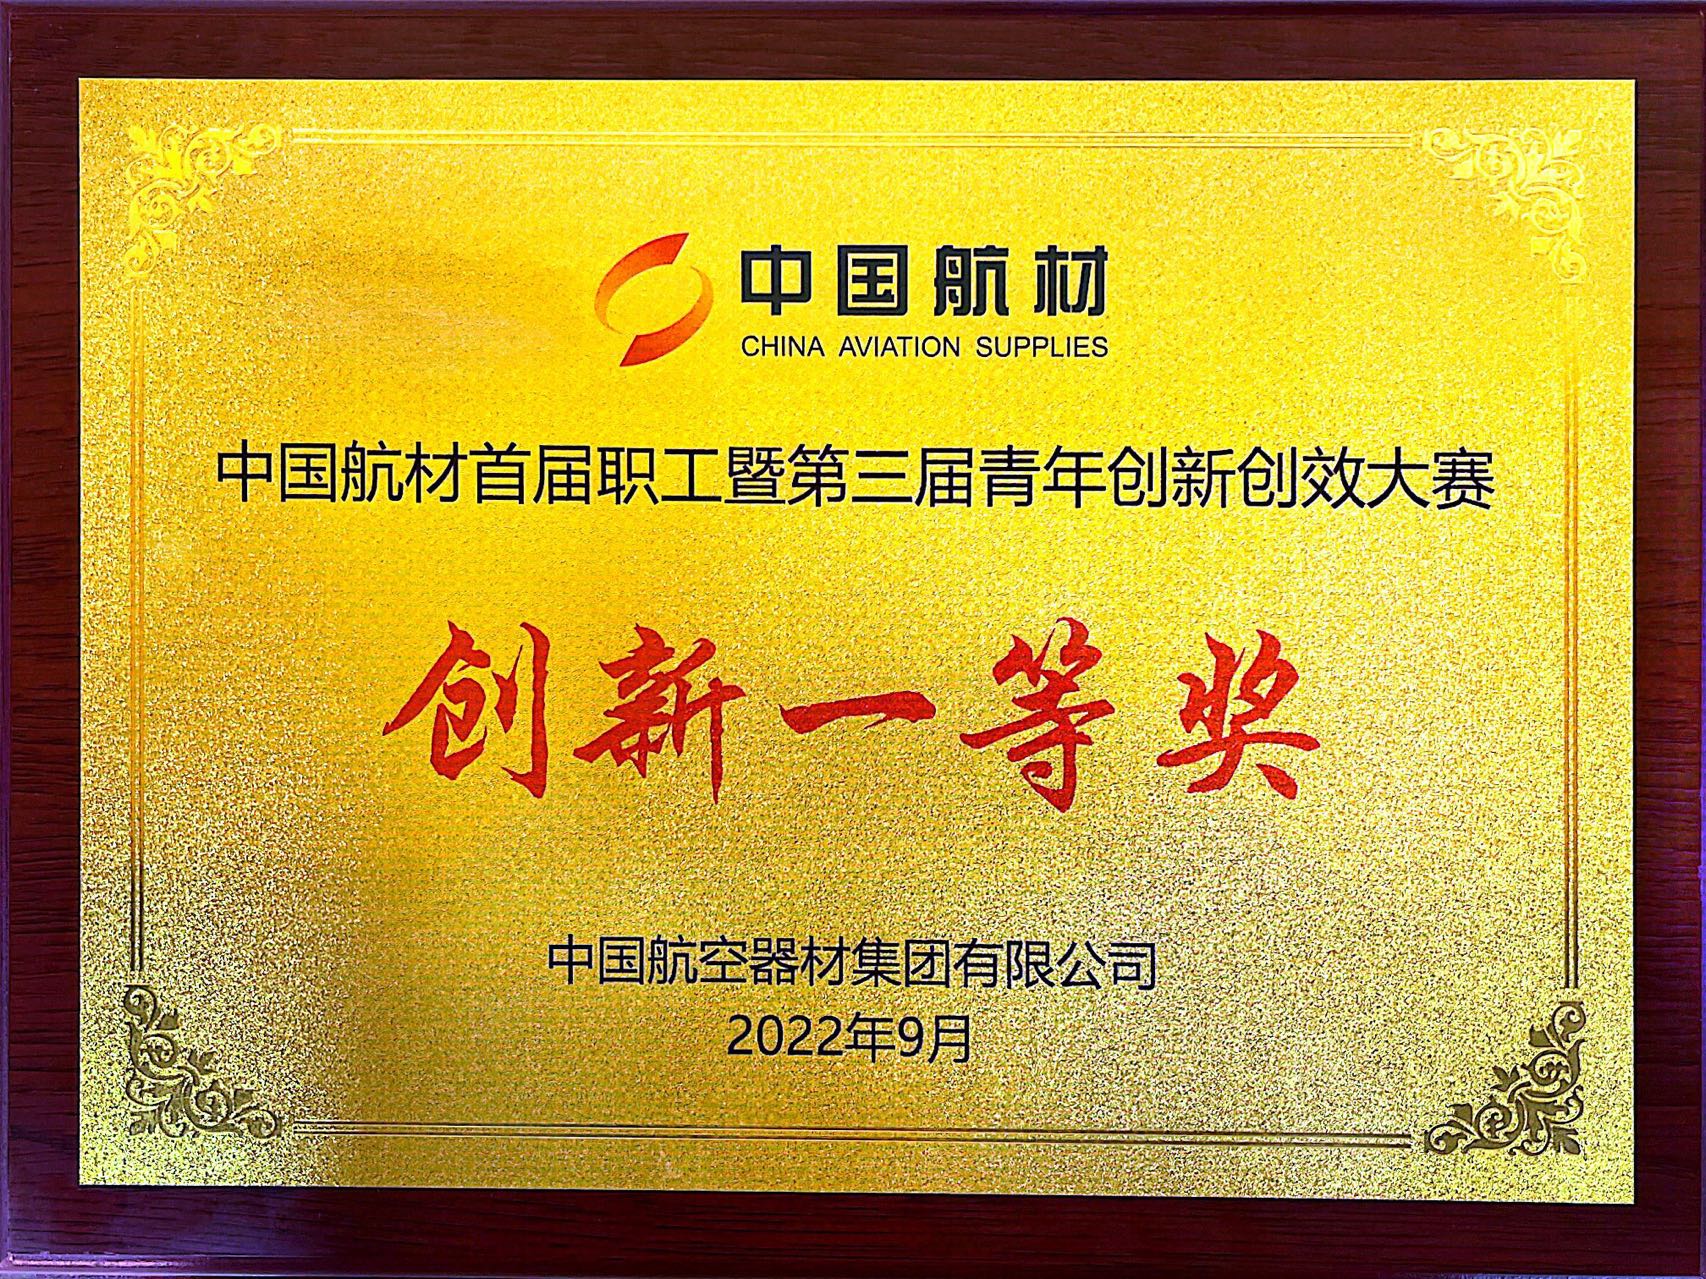 中国航材
CHINA AVIATION SUPPLIES
中国航材首届职工暨第三届青年创新创效大赛
创新一等奖
中国航空器材集团有限公司
2022年9月